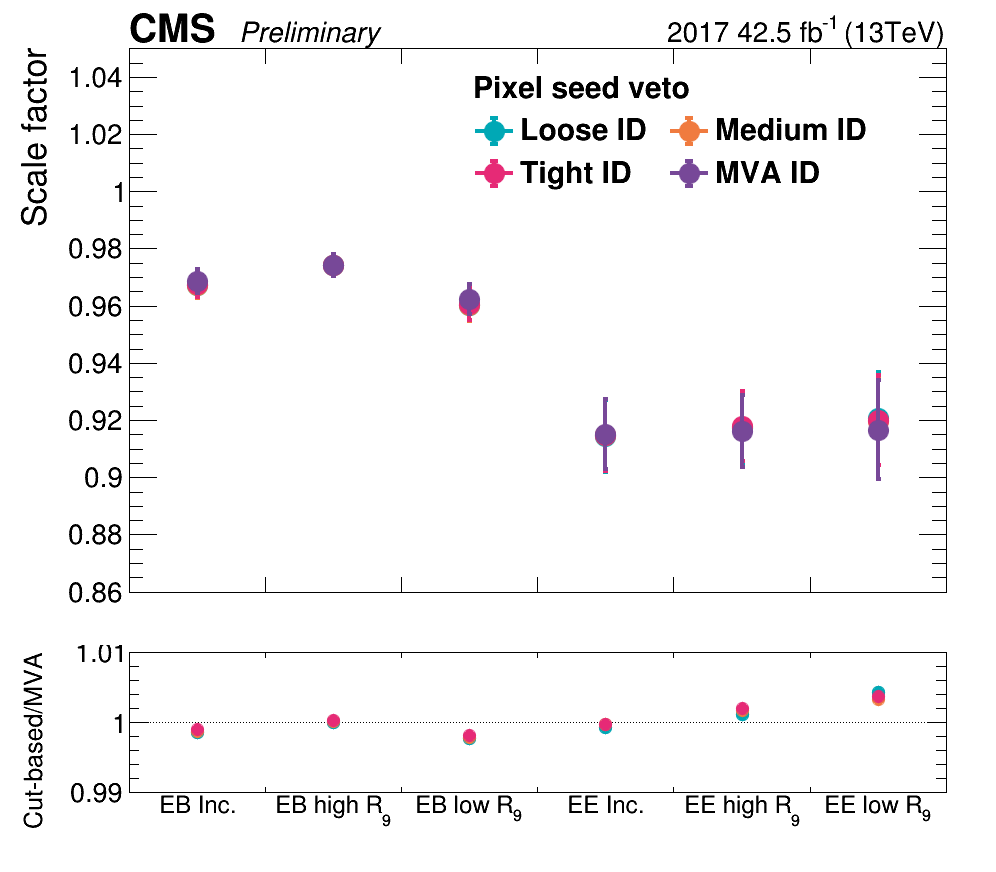 CMS Preliminary 2017 42.5 fb⁻¹ (13TeV)
Scale factor
Pixel seed veto
Loose ID Medium ID
Tight ID MVA ID
1.04
1.02
1
0.98
0.96
0.94
0.92
0.9
0.88
0.86
Cut-based/MVA
1.01
1
0.99
EB Inc. EB high R₉ EB low R₉ EE Inc. EE high R₉ EE low R₉